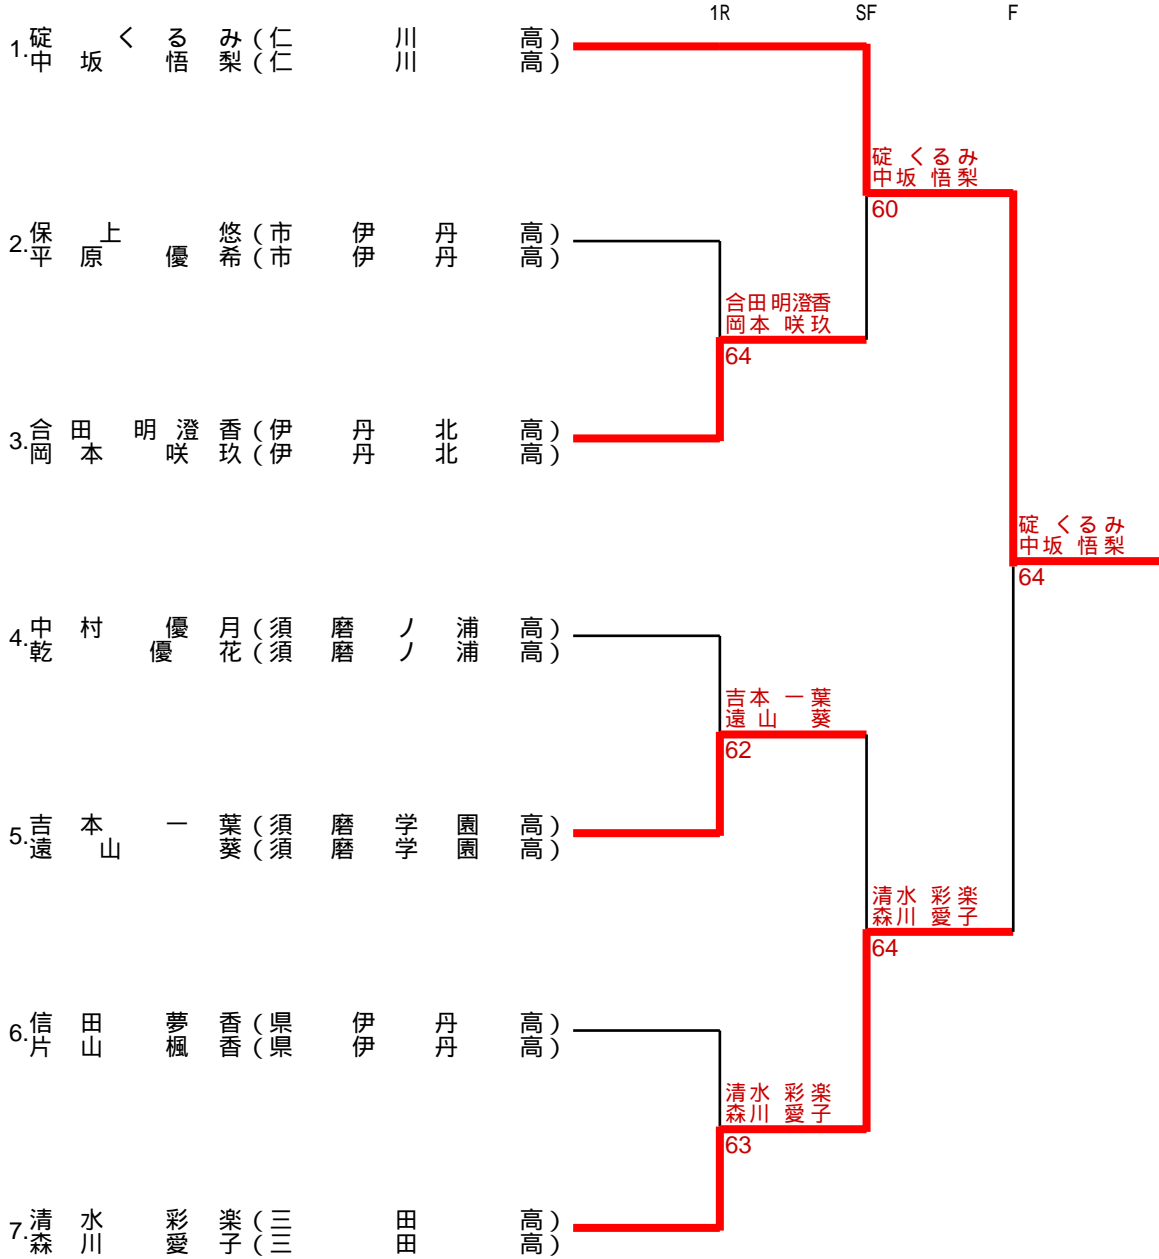 1R SF F
1. 碇 く る み ( 仁 川 高 )
中 坂 悟 梨 ( 仁 川 高 )
碇 くるみ
中坂 悟梨
60
2. 保 上 悠 ( 市 伊 丹 高 )
平 原 優 希 ( 市 伊 丹 高 )
合田 明澄香
岡本 咲玖
64
3. 合 田 明 澄 香 ( 伊 丹 北 高 )
岡 本 咲 玖 ( 伊 丹 北 高 )
碇 くるみ
中坂 悟梨
64
4. 中 村 優 月 ( 須 磨 ノ 浦 高 )
乾 優 花 ( 須 磨 ノ 浦 高 )
吉本 一葉
遠山 葵
62
5. 吉 本 一 葉 ( 須 磨 学 園 高 )
遠 山 葵 ( 須 磨 学 園 高 )
清水 彩楽
森川 愛子
64
6. 信 田 夢 香 ( 県 伊 丹 高 )
片 山 楓 香 ( 県 伊 丹 高 )
清水 彩楽
森川 愛子
63
7. 清 水 彩 楽 ( 三 田 高 )
森 川 愛 子 ( 三 田 高 )